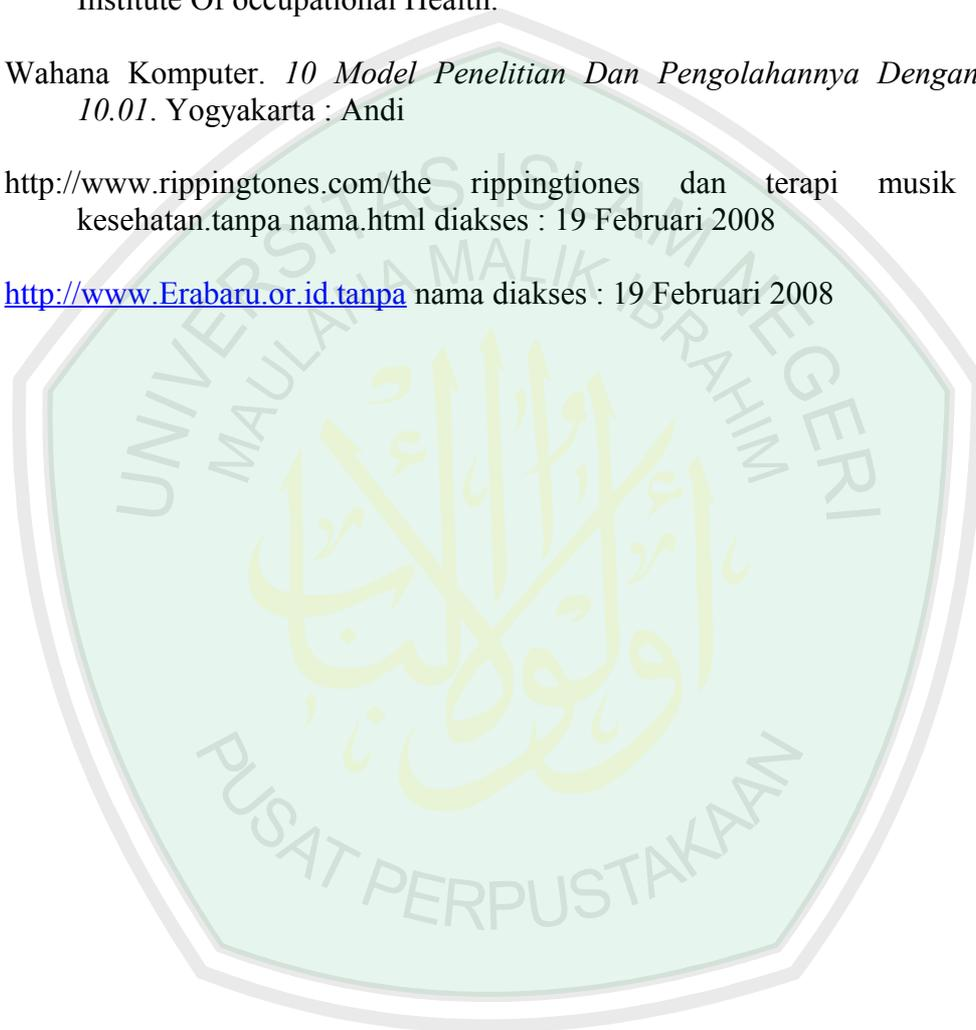 Institute Of occupational Health.
Wahana Komputer. 10 Model Penelitian Dan Pengolahannya Dengan
10.01. Yogyakarta : Andi
http://www.rippingtones.com/the rippingtiones dan terapi musik
kesehatan.tanpa nama.html diakses : 19 Februari 2008
http://www.Erabaru.or.id.tanpa nama diakses : 19 Februari 2008
UNIVERSITAS ISLAM NEGERI
MAULANA MALIK IBRAHIM
PUSAT PERPUSTAKAAN